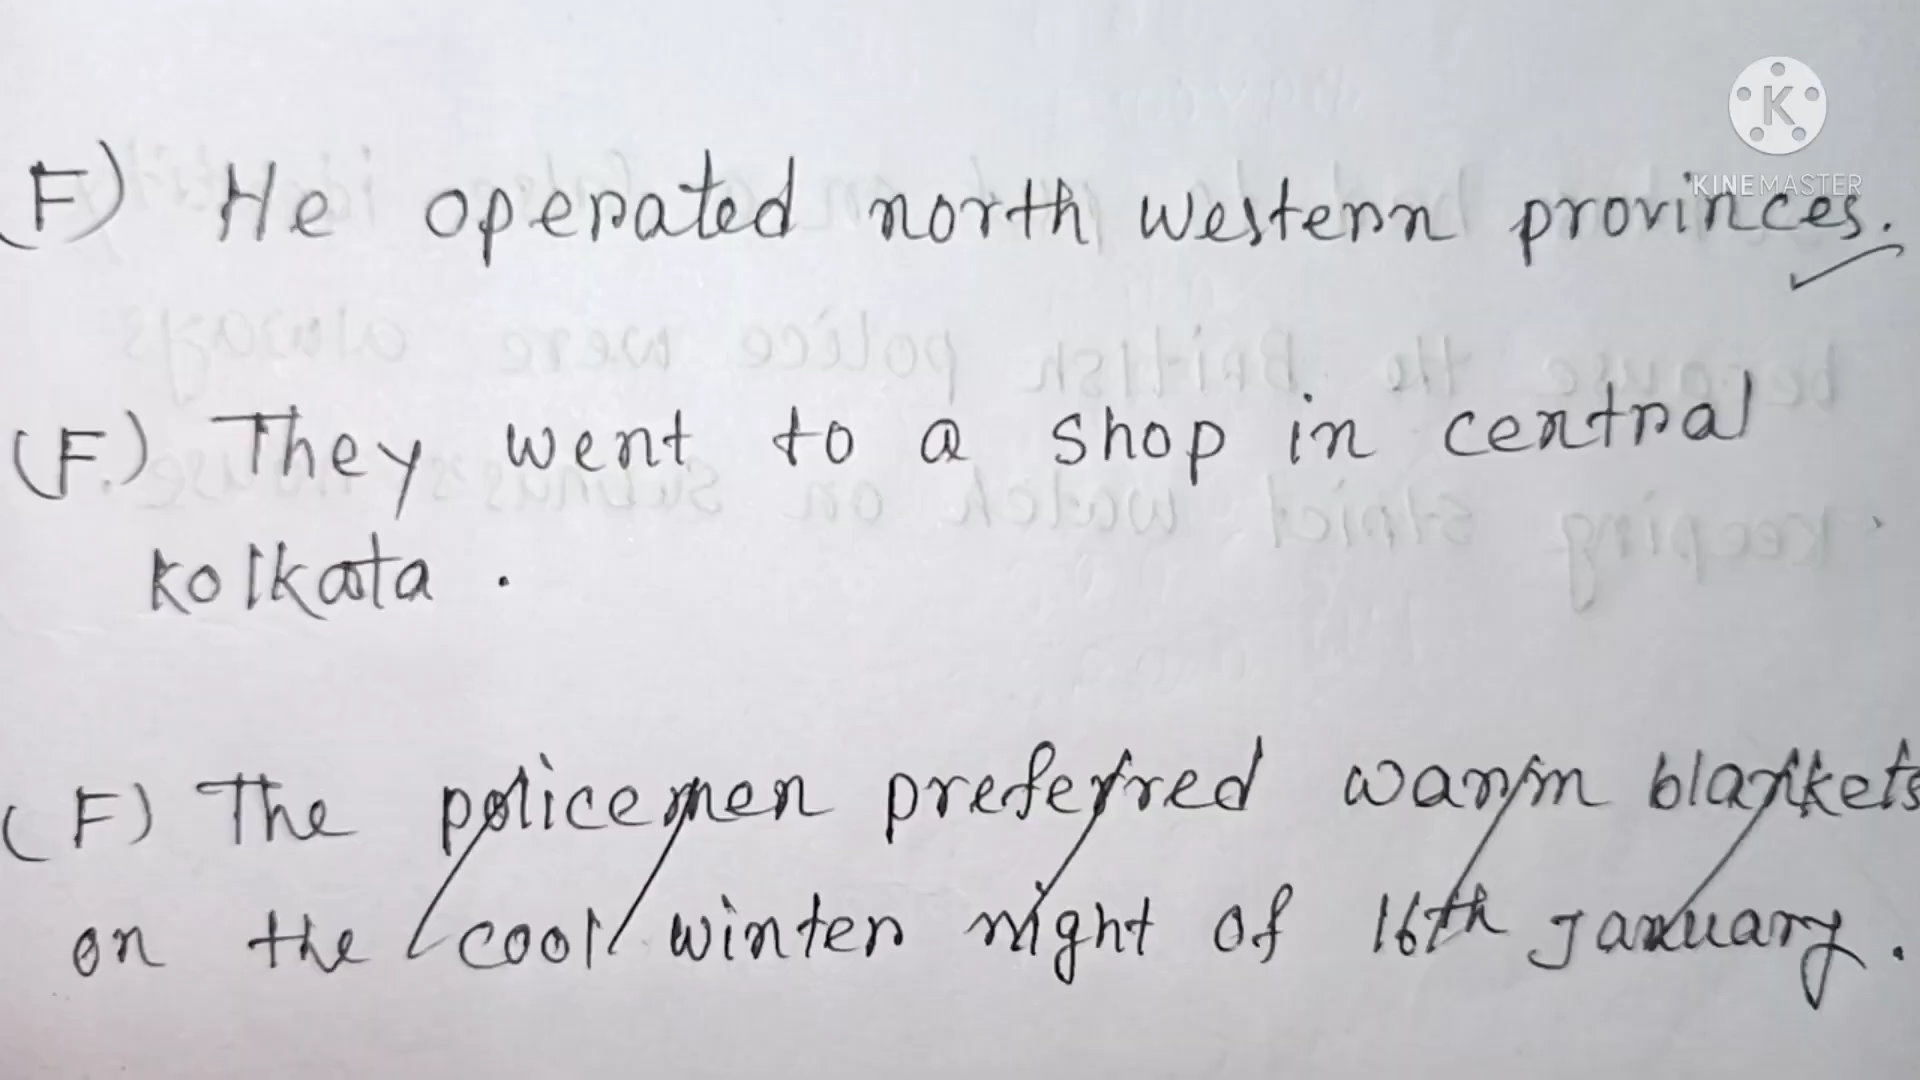 KINEMASTER
F) He operated north western provinces.
(F) They went to a shop in central
kolkata.
(F) The policemen preferred warm blankets
on the cool winter night of 16th January.